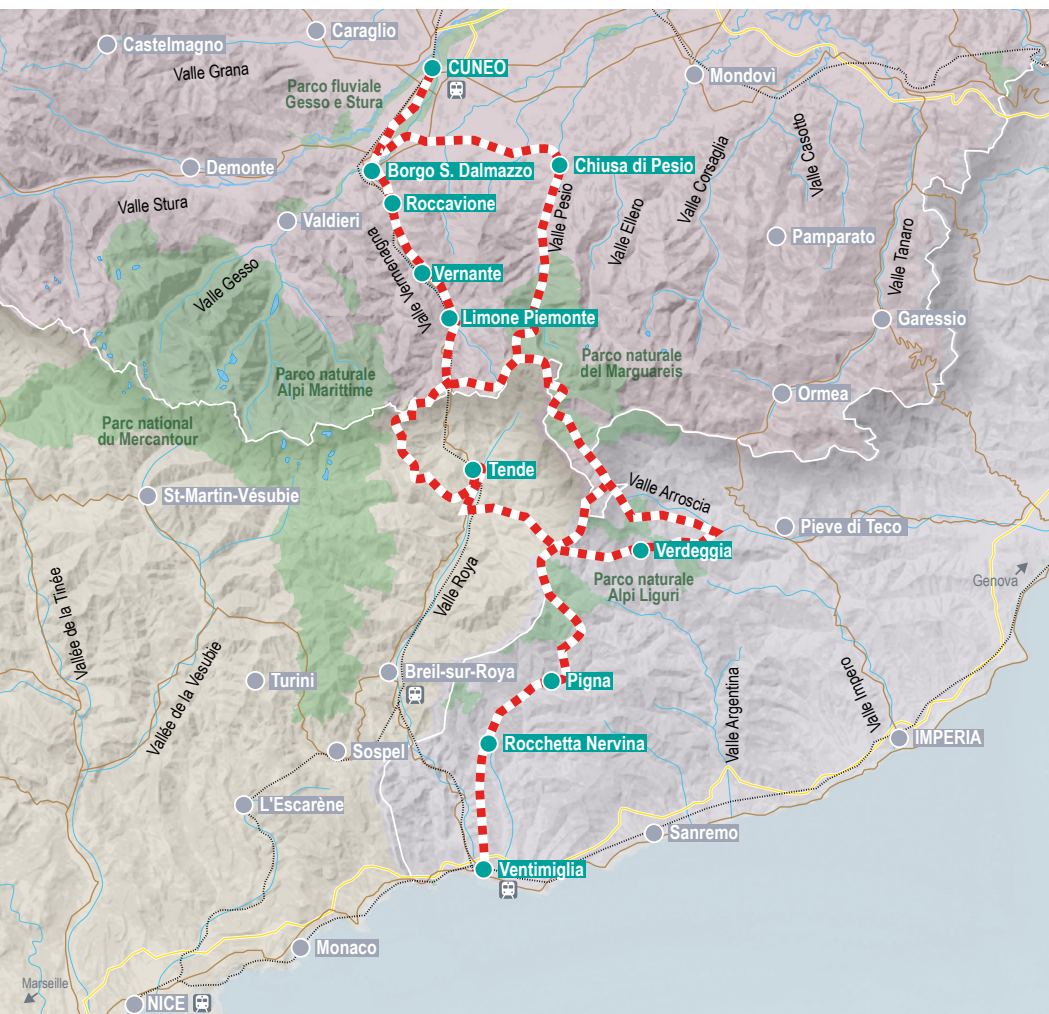 Caraglio
Castelmagno
CUNEO
Valle Grana
Mondovì
Parco fluviale
Gesso e Stura
Valle Casotto
Demonte
Borgo S. Dalmazzo
Chiusa di Pesio
Valle Corsaglia
Valle Stura
Roccavione
Valle Pesio
Valle Ellero
Valdieri
Pamparato
Valle Tanaro
Valle Gesso
Valle Vermenagna
Vernante
Limone Piemonte
Garessio
Parco naturale
del Marguareis
Parco naturale
Alpi Marittime
Ormea
Parc national
du Mercantour
Tende
Valle Arroscia
St-Martin-Vésubie
Pieve di Teco
Verdeggia
Parco naturale
Alpi Liguri
Genova
Valle Roya
Vallée de la Tinée
Breil-sur-Roya
Turini
Pigna
Vallée de la Vesubie
Valle Argentina
Valle Impero
Sospel
Rocchetta Nervina
IMPERIA
L'Escarène
Sanremo
Ventimiglia
Monaco
Marseille
NICE